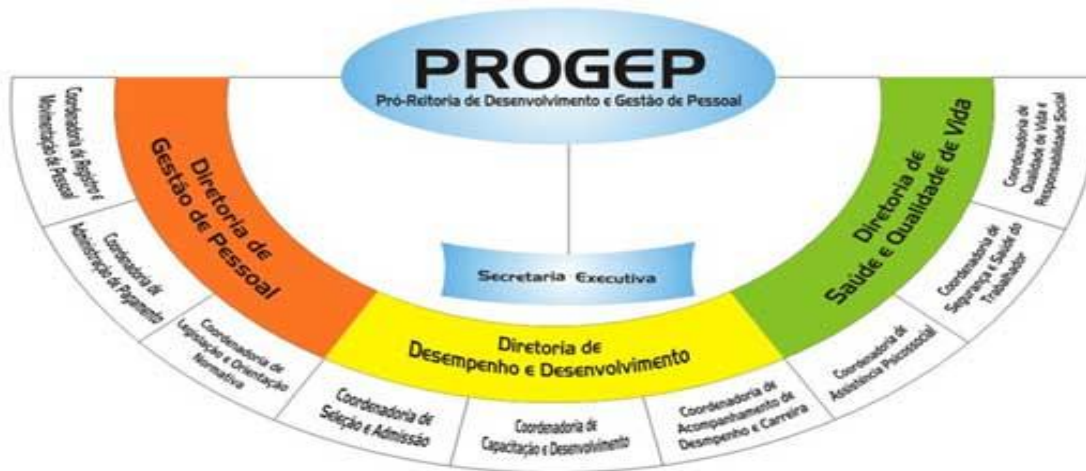 PROGEP
Pró-Reitoria de Desenvolvimento e Gestão de Pessoal
Secretaria Executiva
Diretoria de
Gestão de Pessoal
Coordenadoria de Registro e
Movimentação de Pessoal
Coordenadoria de
Administração de Pagamento
Coordenadoria de
Legislação e Orientação
Normativa
Diretoria de
Desempenho e Desenvolvimento
Coordenadoria de
Seleção e Admissão
Coordenadoria de
Capacitação e Desenvolvimento
Coordenadoria de
Acompanhamento de
Desmpenho e Carreira
Diretoria de
Saúde e Qualidade de Vida
Coordenadoria de
Assistência Psicossocial
Coordenadoria de
Segurança e Saúde do
Trabalhador
Coordenadoria de
Qualidade de Vida e
Responsabilidade Social